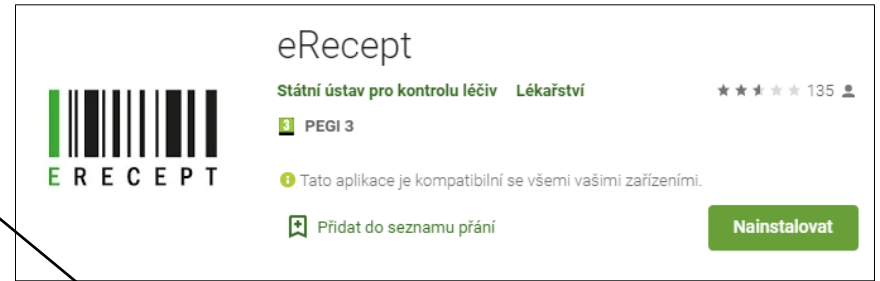 eRecept
Státní ústav pro kontrolu léčiv Lékařství 135
3 PEGI 3
ERECEPT
Tato aplikace je kompatibilní se všemi vašimi zařízeními.
Přidat do seznamu přání Nainstalovat